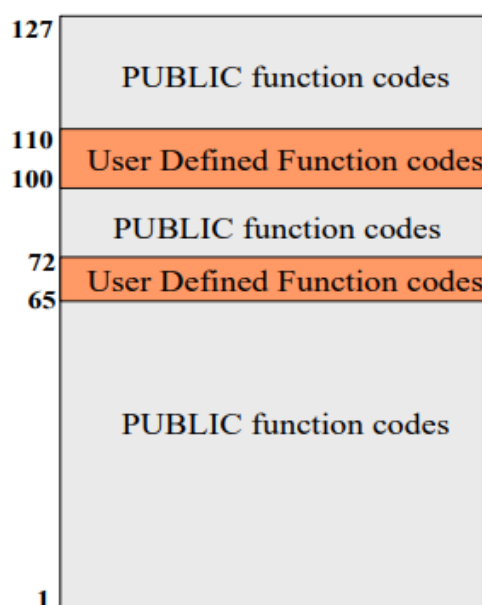 127
PUBLIC function codes
110
User Defined Function codes
100
PUBLIC function codes
72
User Defined Function codes
65
PUBLIC function codes
1